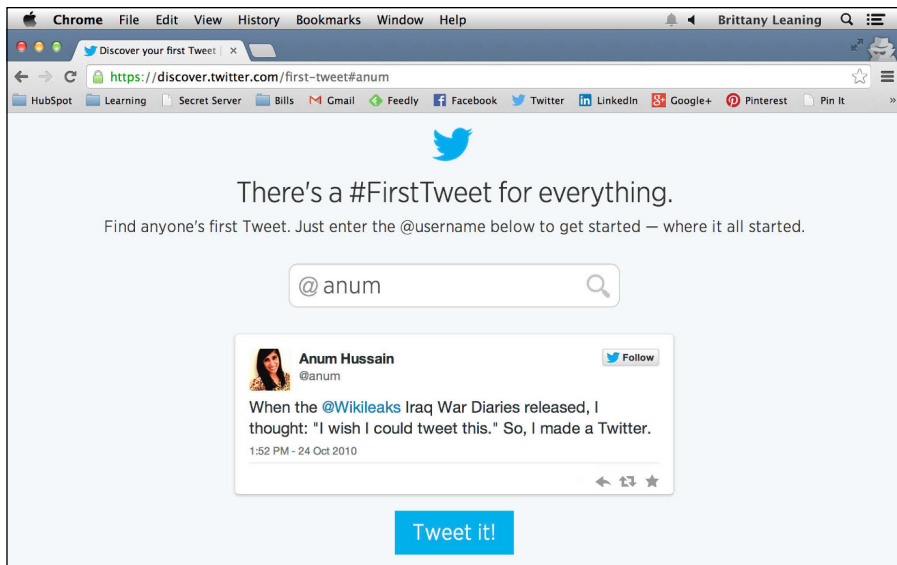 Chrome File Edit View History Bookmarks Window Help Brittany Leaning
Discover your first Tweet |
https://discover.twitter.com/first-tweet#anum
HubSpot Learning Secret Server Bills Gmail Feedly Facebook Twitter LinkedIn Google+ Pinterest Pin It »
There's a #FirstTweet for everything.
Find anyone's first Tweet. Just enter the @username below to get started — where it all started.
@ anum
Anum Hussain Follow
@anum
When the @Wikileaks Iraq War Diaries released, I
thought: "I wish I could tweet this." So, I made a Twitter.
1:52 PM - 24 Oct 2010
Tweet it!